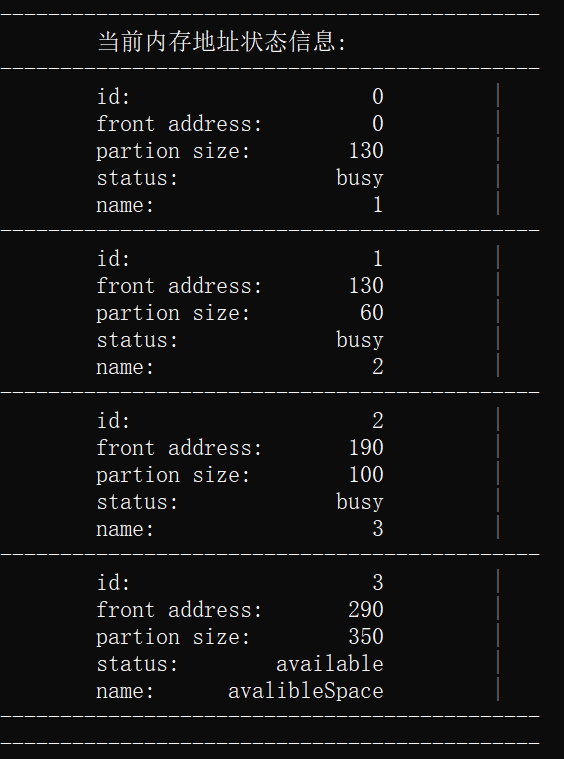 当前内存地址状态信息:
id: 0
front address: 0
partion size: 130
status: busy
name: 1
id: 1
front address: 130
partion size: 60
status: busy
name: 2
id: 2
front address: 190
partion size: 100
status: busy
name: 3
id: 3
front address: 290
partion size: 350
status: available
name: avalibleSpace